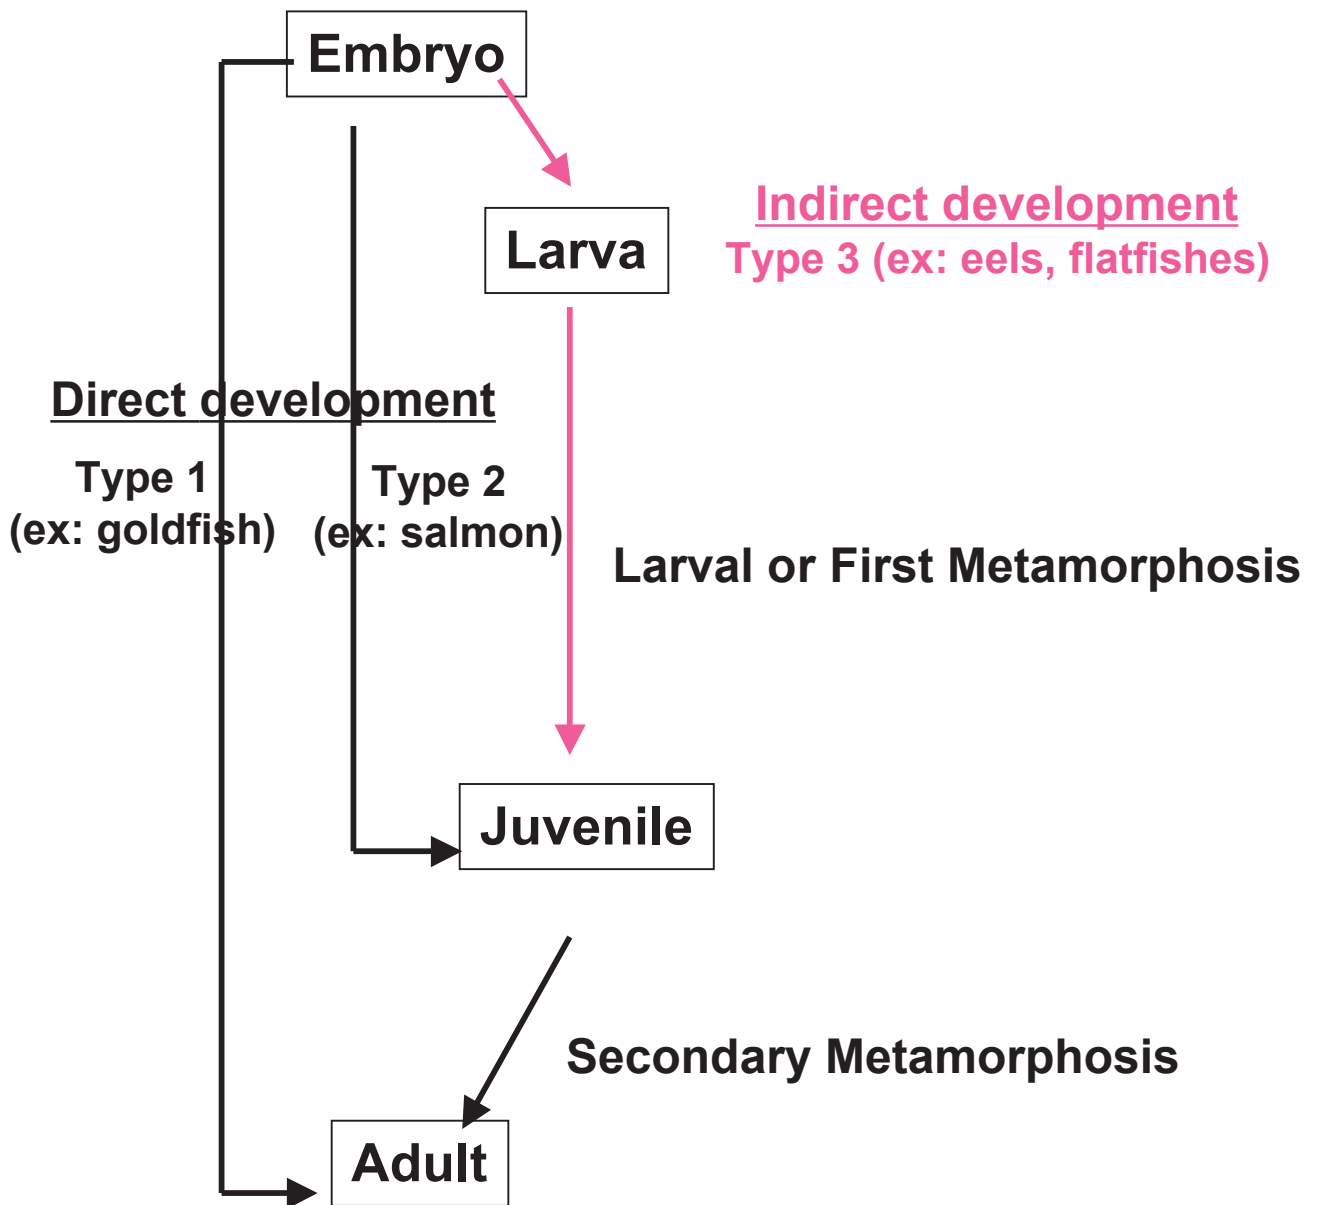 Embryo
Larva
Indirect development
Type 3 (ex: eels, flatfishes)
Direct development
Type 1
(ex: goldfish)
Type 2
(ex: salmon)
Larval or First Metamorphosis
Juvenile
Secondary Metamorphosis
Adult